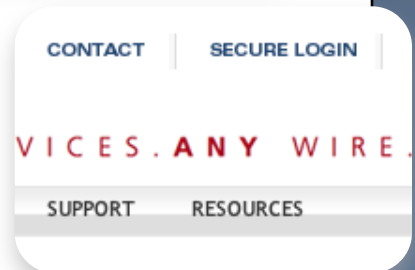 CONTACT SECURE LOGIN
VICES. ANY WIRE.
SUPPORT RESOURCES